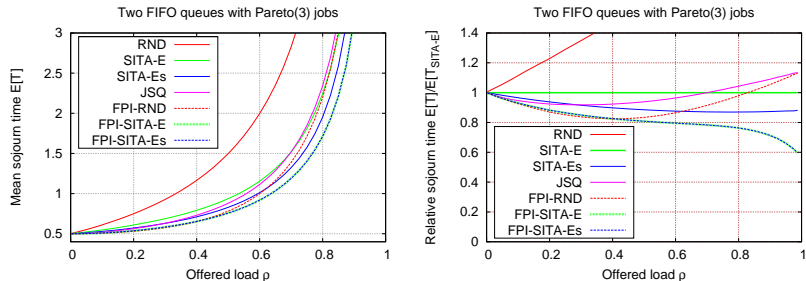 Two FIFO queues with Pareto(3) jobs
Mean sojourn time E[T]
3
2.5
2
1.5
1
0.5
RND
SITA-E
SITA-Es
JSQ
FPI-RND
FPI-SITA-E
FPI-SITA-Es
0
0.2
0.4
0.6
0.8
1
Offered load ρ
Two FIFO queues with Pareto(3) jobs
Relative sojourn time E[T]/E[T_SITA-E]
1.4
1.2
1
0.8
0.6
0.4
0.2
0
RND
SITA-E
SITA-Es
JSQ
FPI-RND
FPI-SITA-E
FPI-SITA-Es
0
0.2
0.4
0.6
0.8
1
Offered load ρ